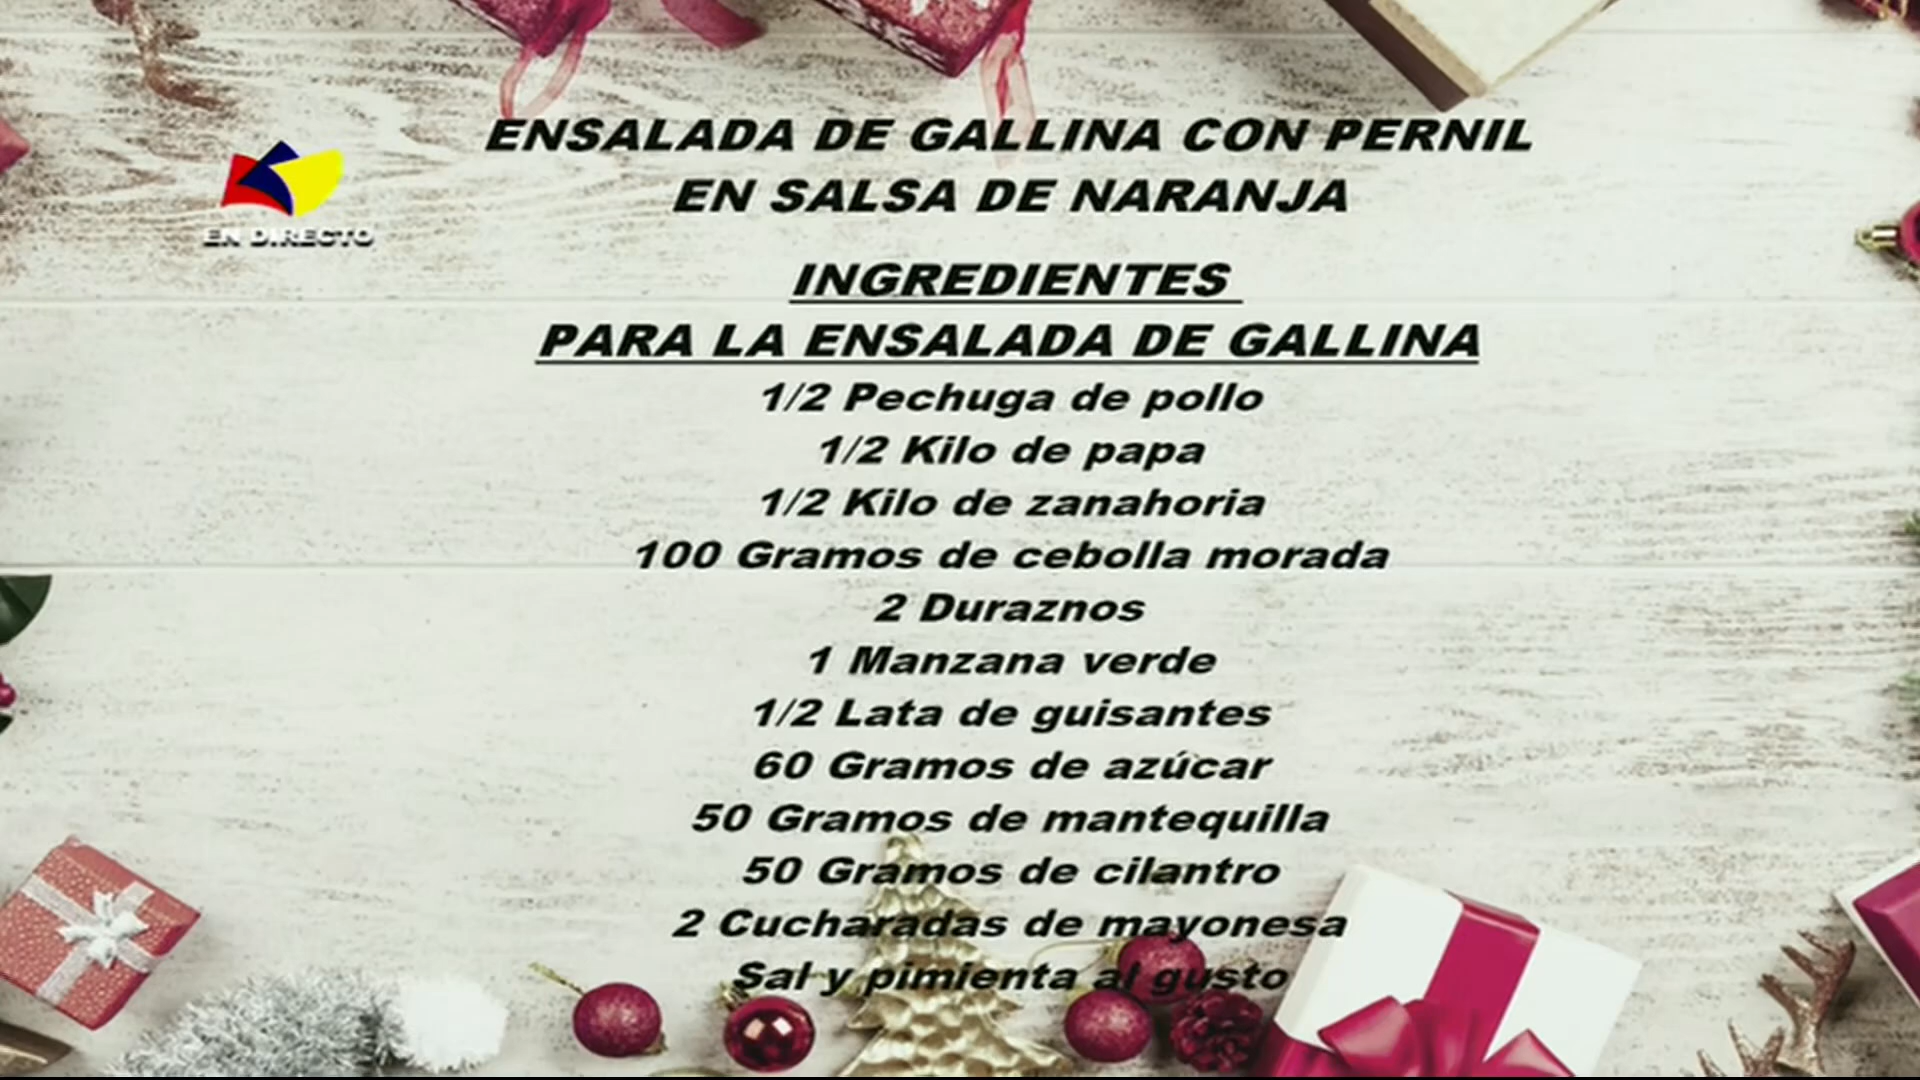 ENSALADA DE GALLINA CON PERNIL
EN SALSA DE NARANJA
EN DIRECTO
INGREDIENTES
PARA LA ENSALADA DE GALLINA
1/2 Pechuga de pollo
1/2 Kilo de papa
1/2 Kilo de zanahoria
100 Gramos de cebolla morada
2 Duraznos
1 Manzana verde
1/2 Lata de guisantes
60 Gramos de azúcar
50 Gramos de mantequilla
50 Gramos de cilantro
2 Cucharadas de mayonesa
Sal y pimienta al gusto